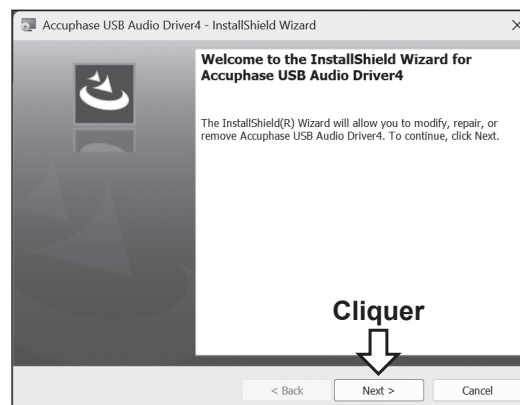 Accuphase USB Audio Driver4 - InstallShield Wizard
Welcome to the InstallShield Wizard for
Accuphase USB Audio Driver4
The InstallShield(R) Wizard will allow you to modify, repair, or
remove Accuphase USB Audio Driver4. To continue, click Next.
Cliquer
< Back
Next >
Cancel